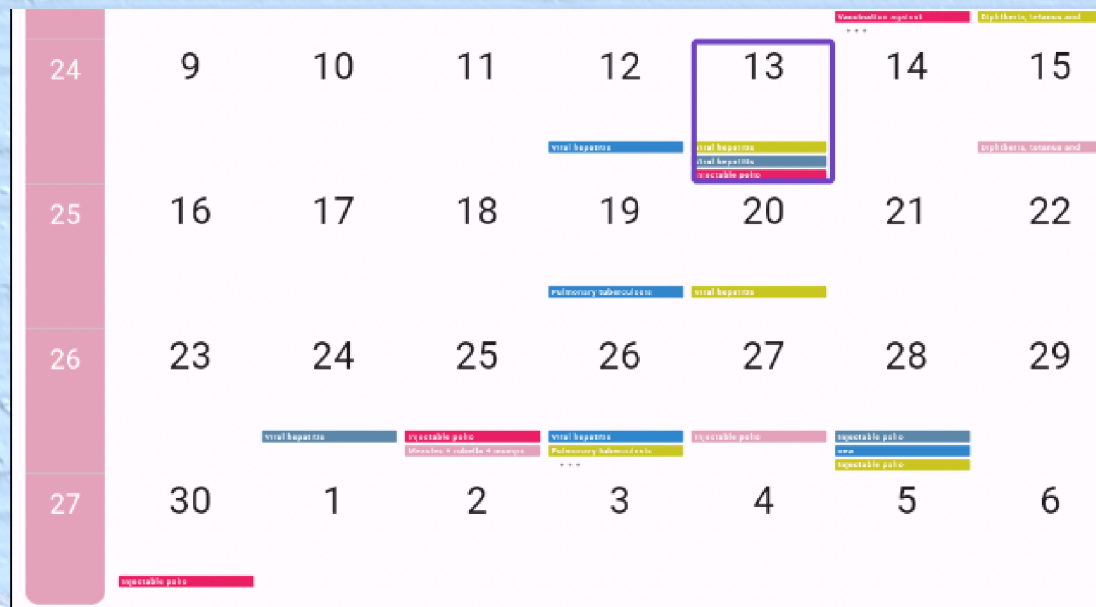 Vaccination against Diphtheria, tetanus and
...
24 9 10 11 12 13 14 15
Viral hepatitis Viral hepatitis Diphtheria, tetanus and
Viral hepatitis
Injectable polio
25 16 17 18 19 20 21 22
Pulmonary tuberculosis Viral hepatitis
26 23 24 25 26 27 28 29
Viral hepatitis Injectable polio Viral hepatitis Injectable polio Injectable polio
Measles + rubella + mumps Pulmonary tuberculosis new
... Injectable polio
27 30 1 2 3 4 5 6
Injectable polio